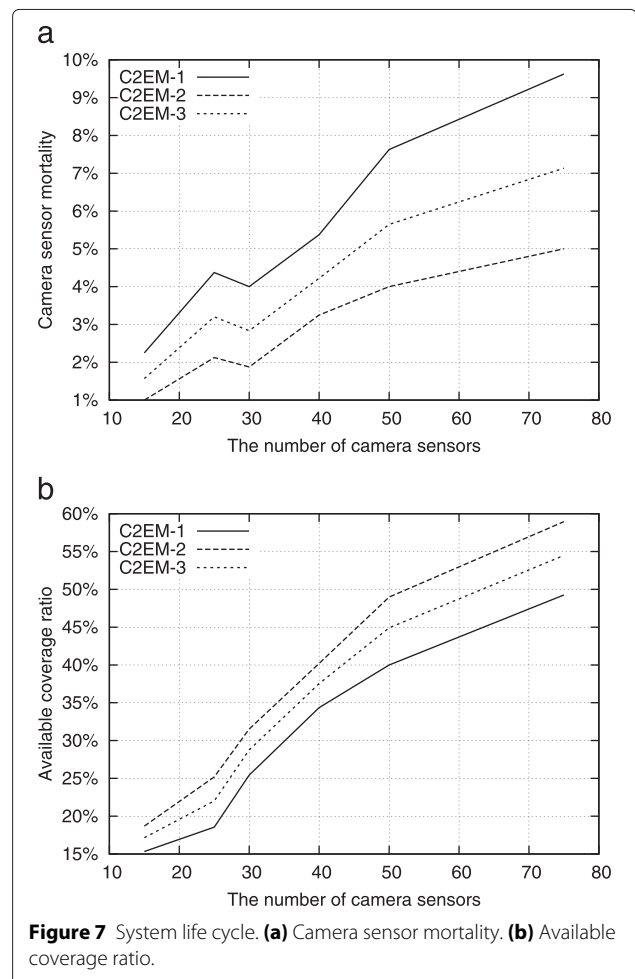 a
10%
9%
8%
7%
6%
5%
4%
3%
2%
1%
Camera sensor mortality
C2EM-1
C2EM-2
C2EM-3
10 20 30 40 50 60 70 80
The number of camera sensors
b
60%
55%
50%
45%
40%
35%
30%
25%
20%
15%
Available coverage ratio
C2EM-1
C2EM-2
C2EM-3
10 20 30 40 50 60 70 80
The number of camera sensors
Figure 7 System life cycle. (a) Camera sensor mortality. (b) Available
coverage ratio.